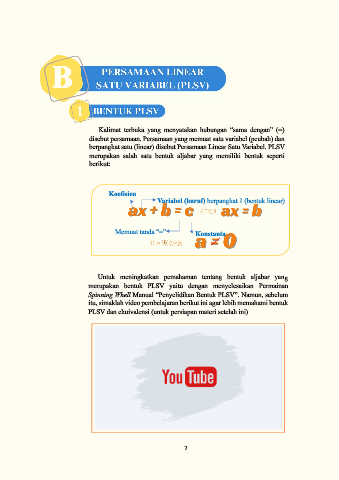 B
PERSAMAAN LINEAR
SATU VARIABEL (PLSV)
1 BENTUK PLSV
Kalimat terbuka yang menyatakan hubungan "sama dengan" (=)
disebut persamaan. Persamaan yang memuat satu variabel (peubah) dan
berpangkat satu (linear) disebut Persamaan Linear Satu Variabel. PLSV
merupakan salah satu bentuk aljabar yang memiliki bentuk seperti
berikut:
Koefisien
Variabel (huruf) berpangkat 1 (bentuk linear)
ax + b = c atau ax = b
Memuat tanda "="
Konstanta
a ≠ 0
Untuk meningkatkan pemahaman tentang bentuk aljabar yang
merupakan bentuk PLSV yaitu dengan menyelesaikan Permainan
Spinning Whell Manual "Penyelidikan Bentuk PLSV". Namun, sebelum
itu, simaklah video pembelajaran berikut ini agar lebih memahami bentuk
PLSV dan ekuivalensi (untuk persiapan materi setelah ini)
YouTube
7